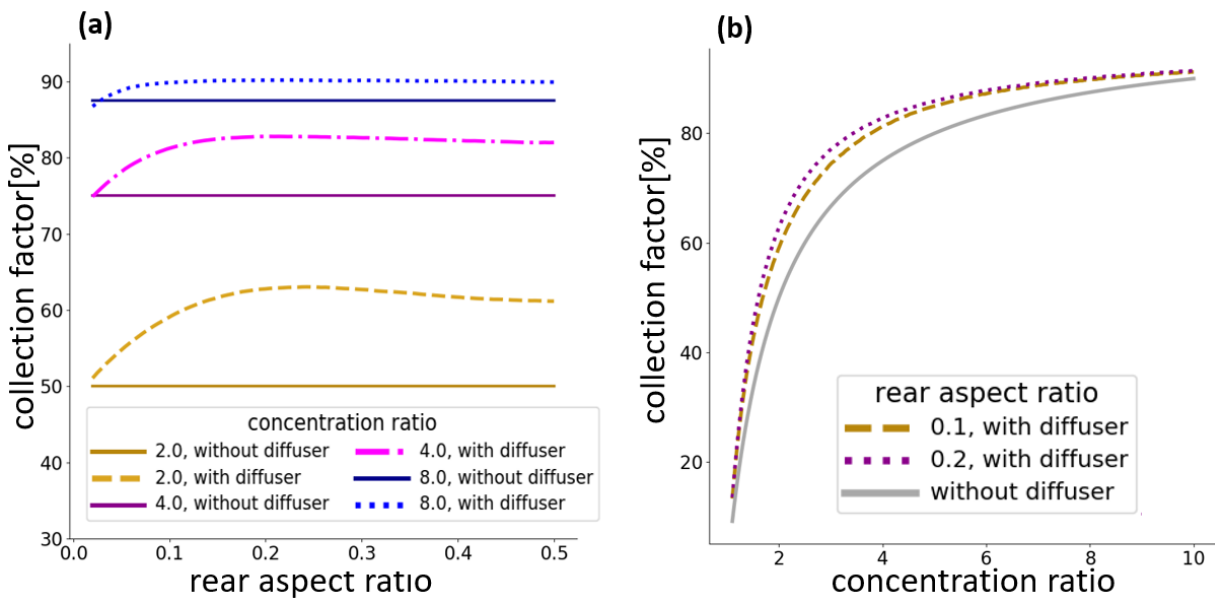 (a)
collection factor[%]
90
80
70
60
50
40
30
concentration ratio
2.0, without diffuser
2.0, with diffuser
4.0, without diffuser
4.0, with diffuser
8.0, without diffuser
8.0, with diffuser
0.0 0.1 0.2 0.3 0.4 0.5
rear aspect ratio
(b)
collection factor[%]
80
60
40
20
rear aspect ratio
0.1, with diffuser
0.2, with diffuser
without diffuser
2 4 6 8 10
concentration ratio